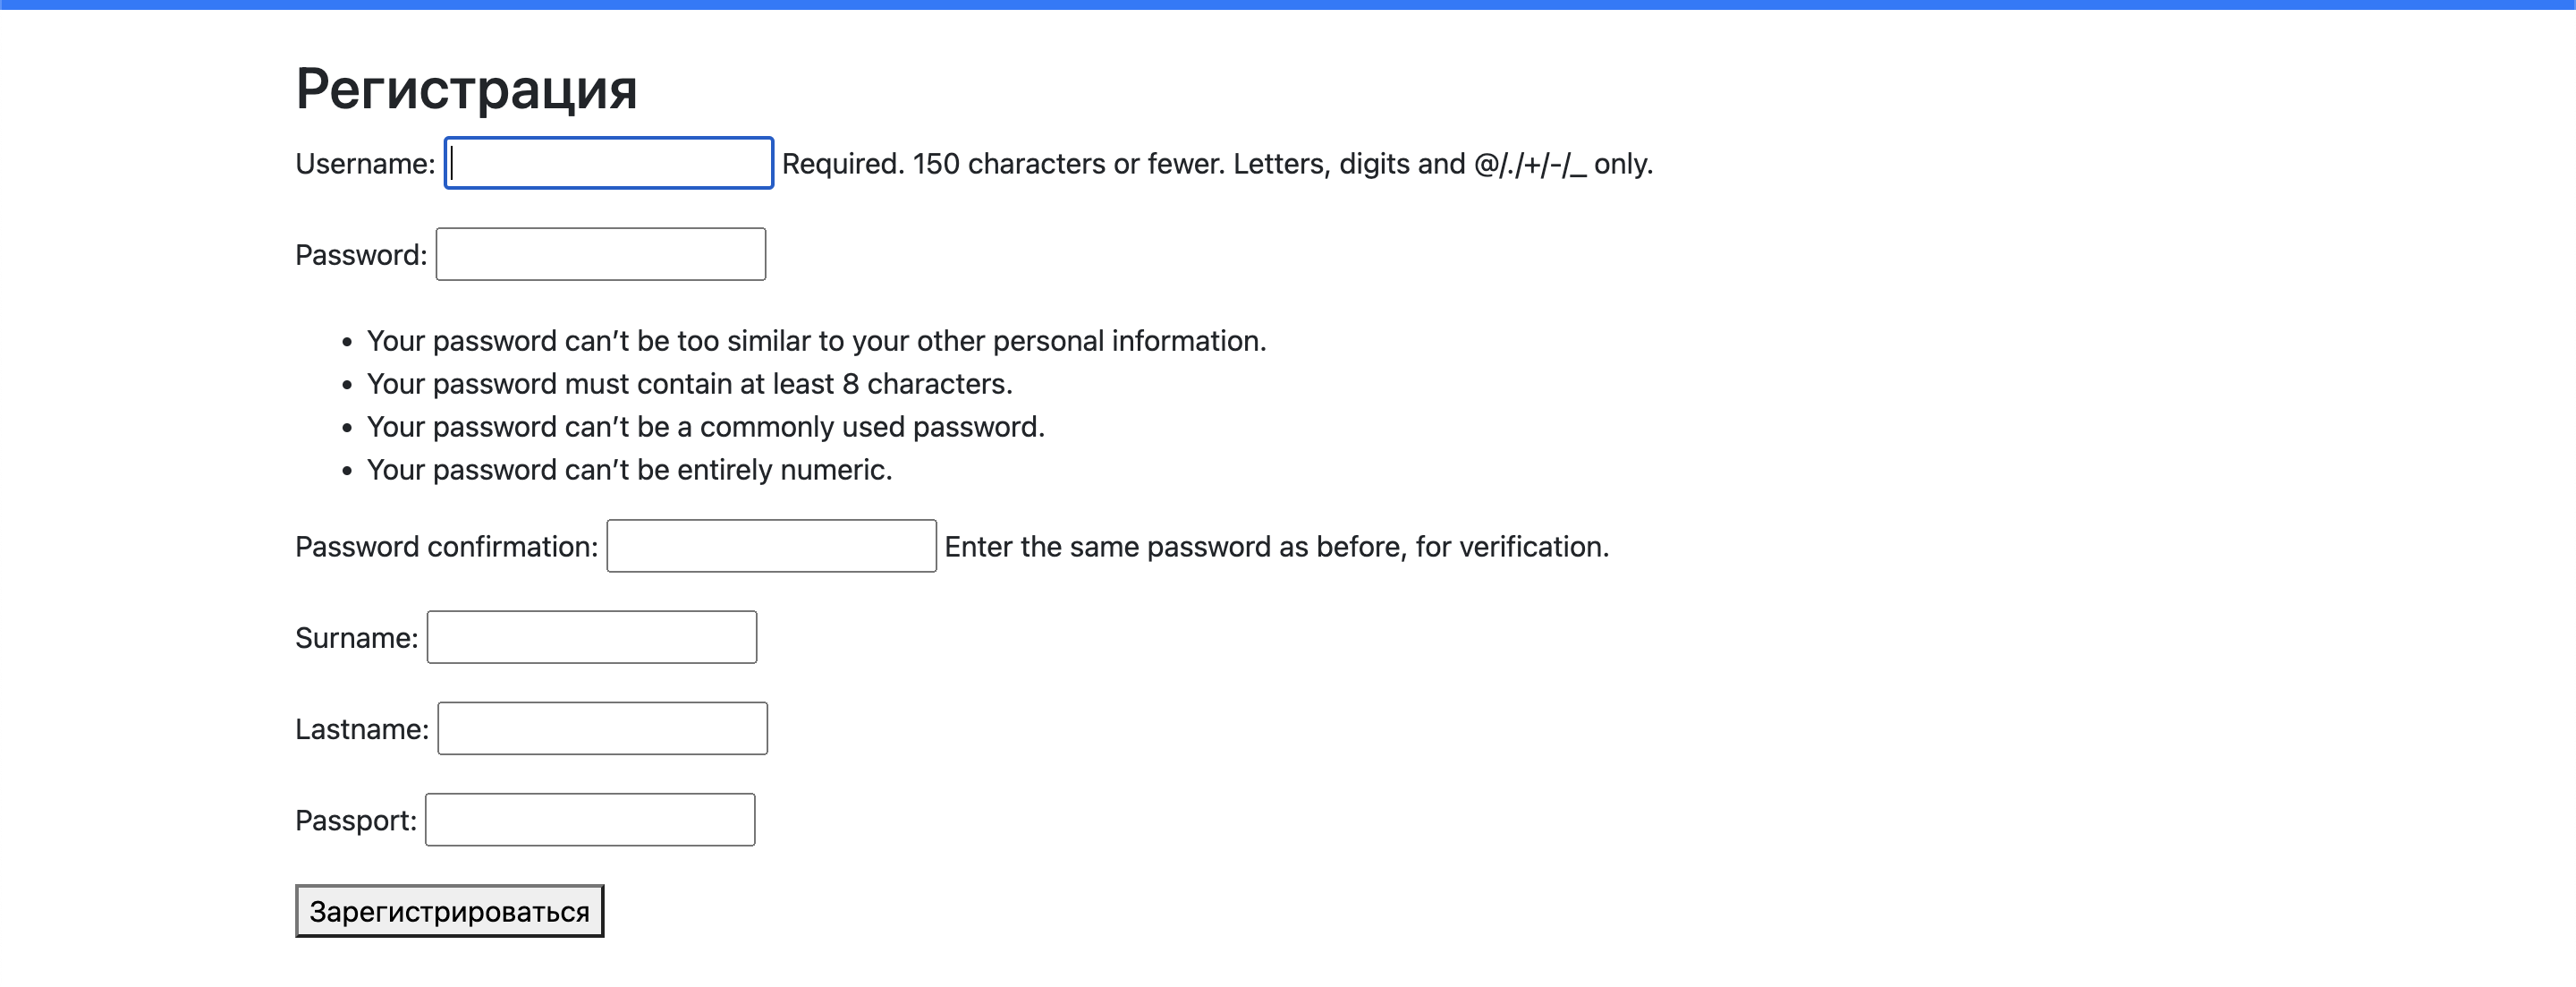 Регистрация
Username: Required. 150 characters or fewer. Letters, digits and @/./+/-/_ only.
Password:
• Your password can’t be too similar to your other personal information.
• Your password must contain at least 8 characters.
• Your password can’t be a commonly used password.
• Your password can’t be entirely numeric.
Password confirmation: Enter the same password as before, for verification.
Surname:
Lastname:
Passport:
Зарегистрироваться